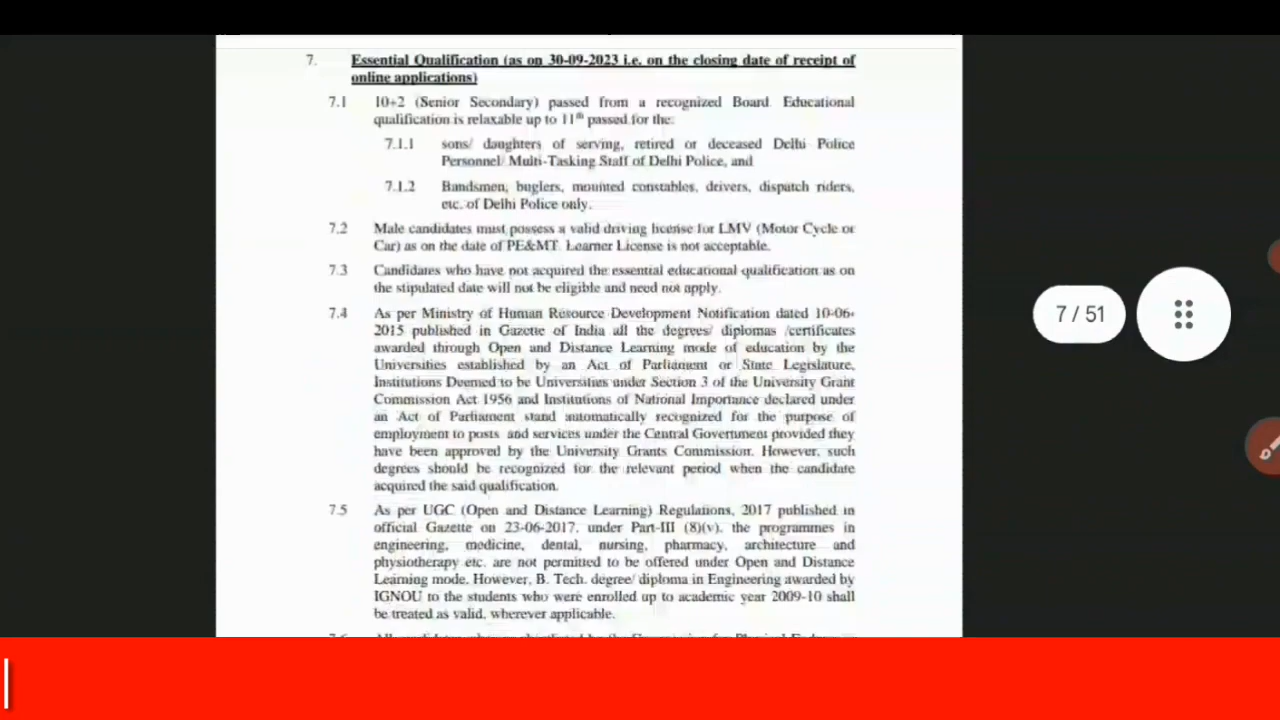 7. Essential Qualification (as on 30-09-2023 i.e. on the closing date of receipt of
online applications)
7.1 10+2 (Senior Secondary) passed from a recognized Board. Educational
qualification is relaxable up to 11th passed for the:
7.1.1 sons/ daughters of serving, retired or deceased Delhi Police
Personnel/ Multi-Tasking Staff of Delhi Police, and
7.1.2 Bandsmen, buglers, mounted constables, drivers, dispatch riders,
etc. of Delhi Police only.
7.2 Male candidates must possess a valid driving license for LMV (Motor Cycle or
Car) as on the date of PE&MT. Learner License is not acceptable.
7.3 Candidates who have not acquired the essential educational qualification as on
the stipulated date will not be eligible and need not apply.
7.4 As per Ministry of Human Resource Development Notification dated 10-06-
2015 published in Gazette of India all the degrees/ diplomas /certificates
awarded through Open and Distance Learning mode of education by the
Universities established by an Act of Parliament or State Legislature,
Institutions Deemed to be Universities under Section 3 of the University Grant
Commission Act 1956 and Institutions of National Importance declared under
an Act of Parliament stand automatically recognized for the purpose of
employment to posts and services under the Central Government provided they
have been approved by the University Grants Commission. However, such
degrees should be recognized for the relevant period when the candidate
acquired the said qualification.
7.5 As per UGC (Open and Distance Learning) Regulations, 2017 published in
official Gazette on 23-06-2017, under Part-III (8)(v), the programmes in
engineering, medicine, dental, nursing, pharmacy, architecture and
physiotherapy etc. are not permitted to be offered under Open and Distance
Learning mode. However, B. Tech. degree/ diploma in Engineering awarded by
IGNOU to the students who were enrolled up to academic year 2009-10 shall
be treated as valid, wherever applicable.
7 / 51